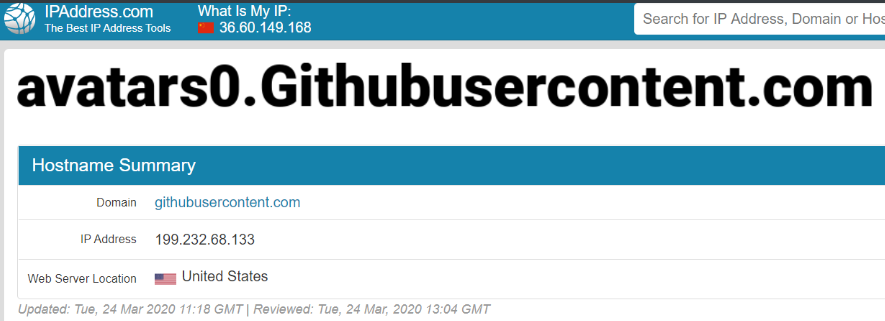 IPAddress.com
The Best IP Address Tools
What Is My IP:
36.60.149.168
Search for IP Address, Domain or Hos
avatars0.Githubusercontent.com
Hostname Summary
Domain githubusercontent.com
IP Address 199.232.68.133
Web Server Location United States
Updated: Tue, 24 Mar 2020 11:18 GMT | Reviewed: Tue, 24 Mar, 2020 13:04 GMT